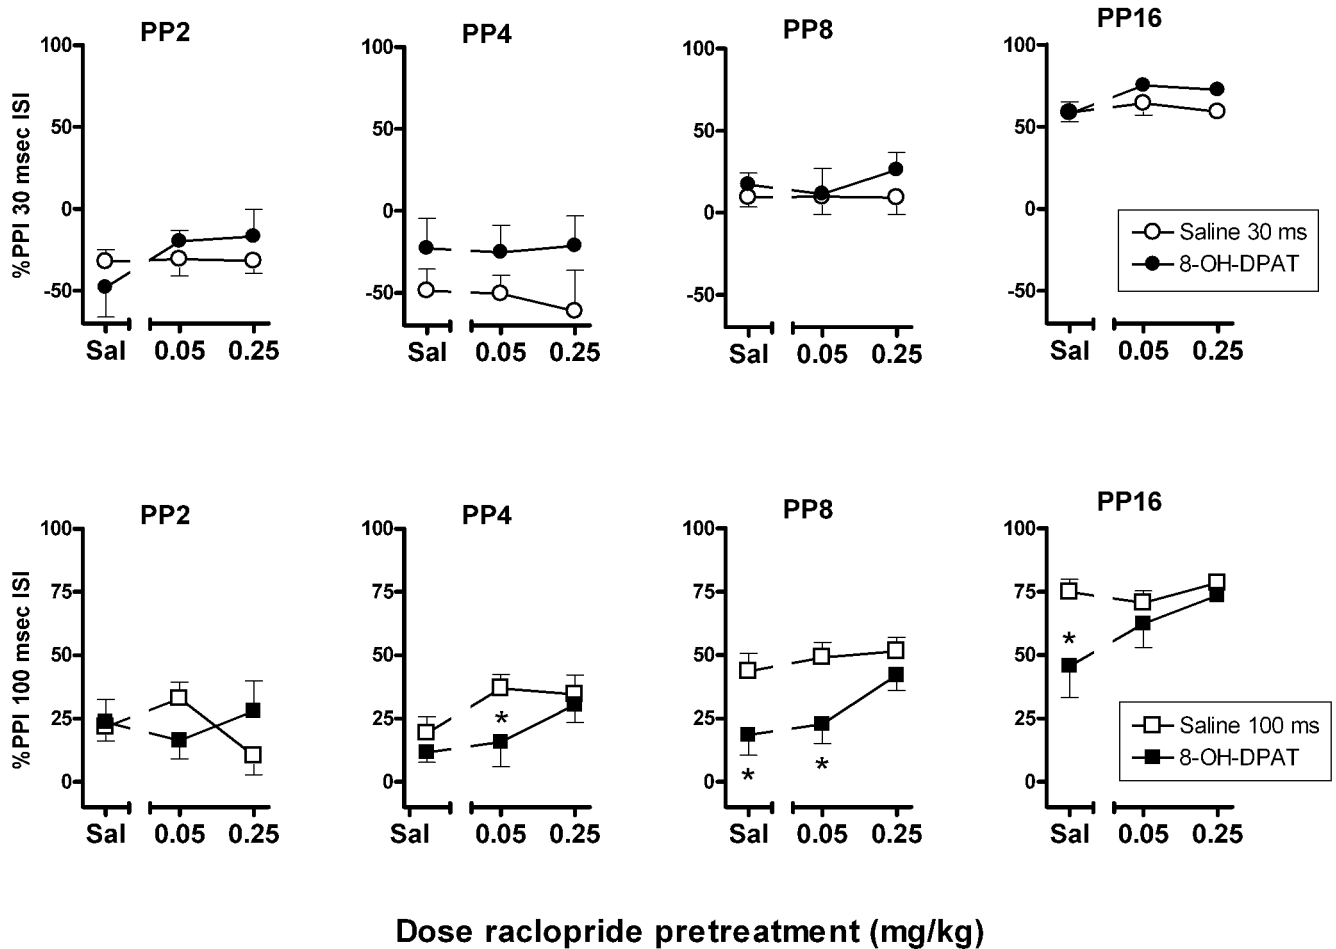 PP2
PP4
PP8
PP16
%PPI 30 msec ISI
100
50
0
-50
Sal 0.05 0.25
100
50
0
-50
Sal 0.05 0.25
100
50
0
-50
Sal 0.05 0.25
100
50
0
-50
Sal 0.05 0.25
Saline 30 ms
8-OH-DPAT
PP2
PP4
PP8
PP16
%PPI 100 msec ISI
100
75
50
25
0
Sal 0.05 0.25
100
75
50
25
0
*
Sal 0.05 0.25
100
75
50
25
0
* *
Sal 0.05 0.25
100
75
50
25
0
*
Sal 0.05 0.25
Saline 100 ms
8-OH-DPAT
Dose raclopride pretreatment (mg/kg)